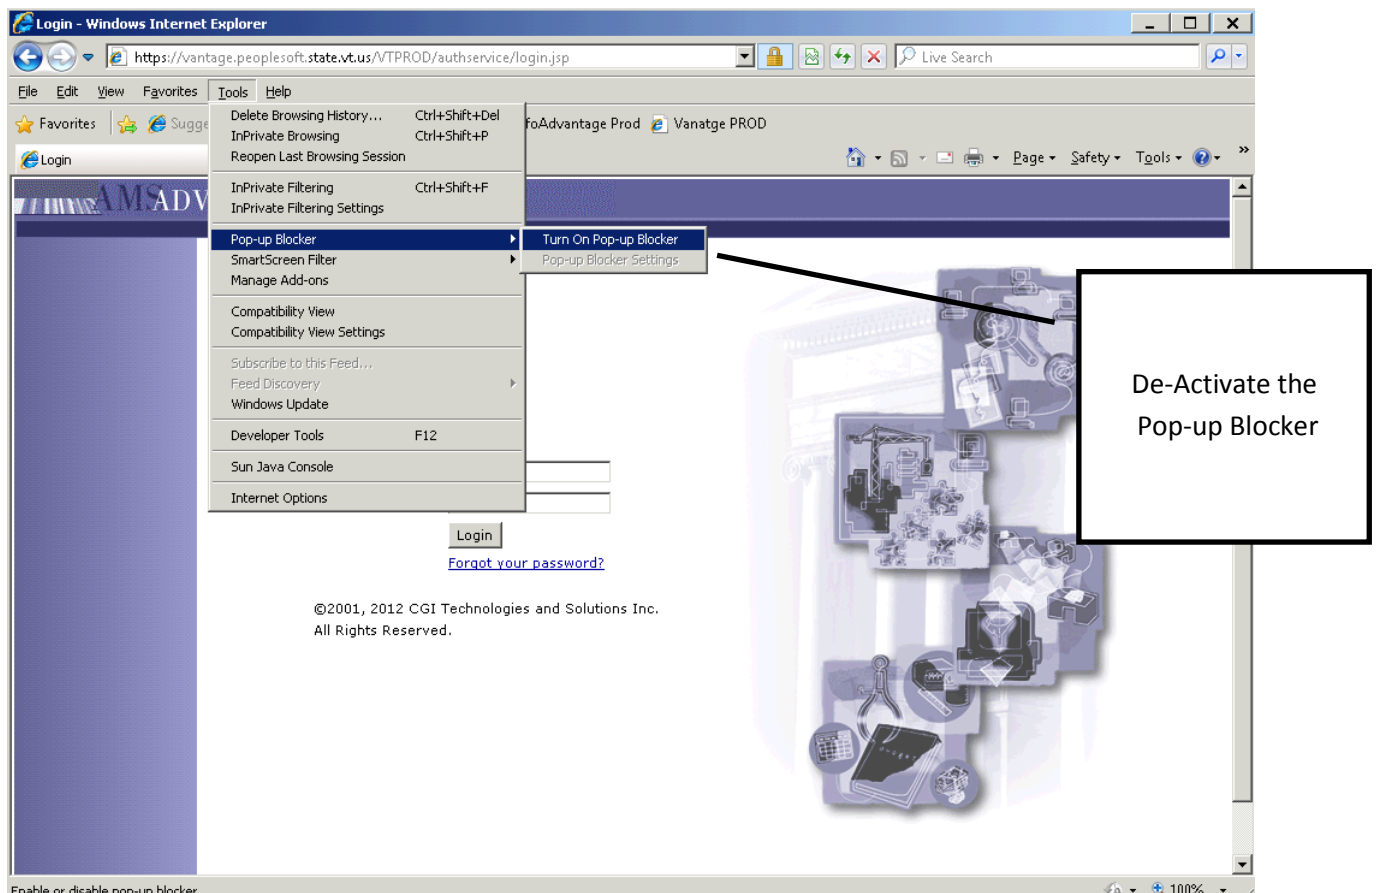 Login - Windows Internet Explorer
https://vantage.peoplesoft.state.vt.us/VTPROD/authservice/login.jsp
Live Search
File Edit View Favorites Tools Help
Favorites Sugge foAdvantage Prod Vanatge PROD
Login Page Safety Tools »
AMSADV
Delete Browsing History... Ctrl+Shift+Del
InPrivate Browsing Ctrl+Shift+P
Reopen Last Browsing Session
InPrivate Filtering Ctrl+Shift+F
InPrivate Filtering Settings
Pop-up Blocker
SmartScreen Filter
Manage Add-ons
Compatibility View
Compatibility View Settings
Subscribe to this Feed...
Feed Discovery
Windows Update
Developer Tools F12
Sun Java Console
Internet Options
Turn On Pop-up Blocker
Pop-up Blocker Settings
De-Activate the
Pop-up Blocker
Login
Forgot your password?
©2001, 2012 CGI Technologies and Solutions Inc.
All Rights Reserved.
Enable or disable pop-up blocker
100%